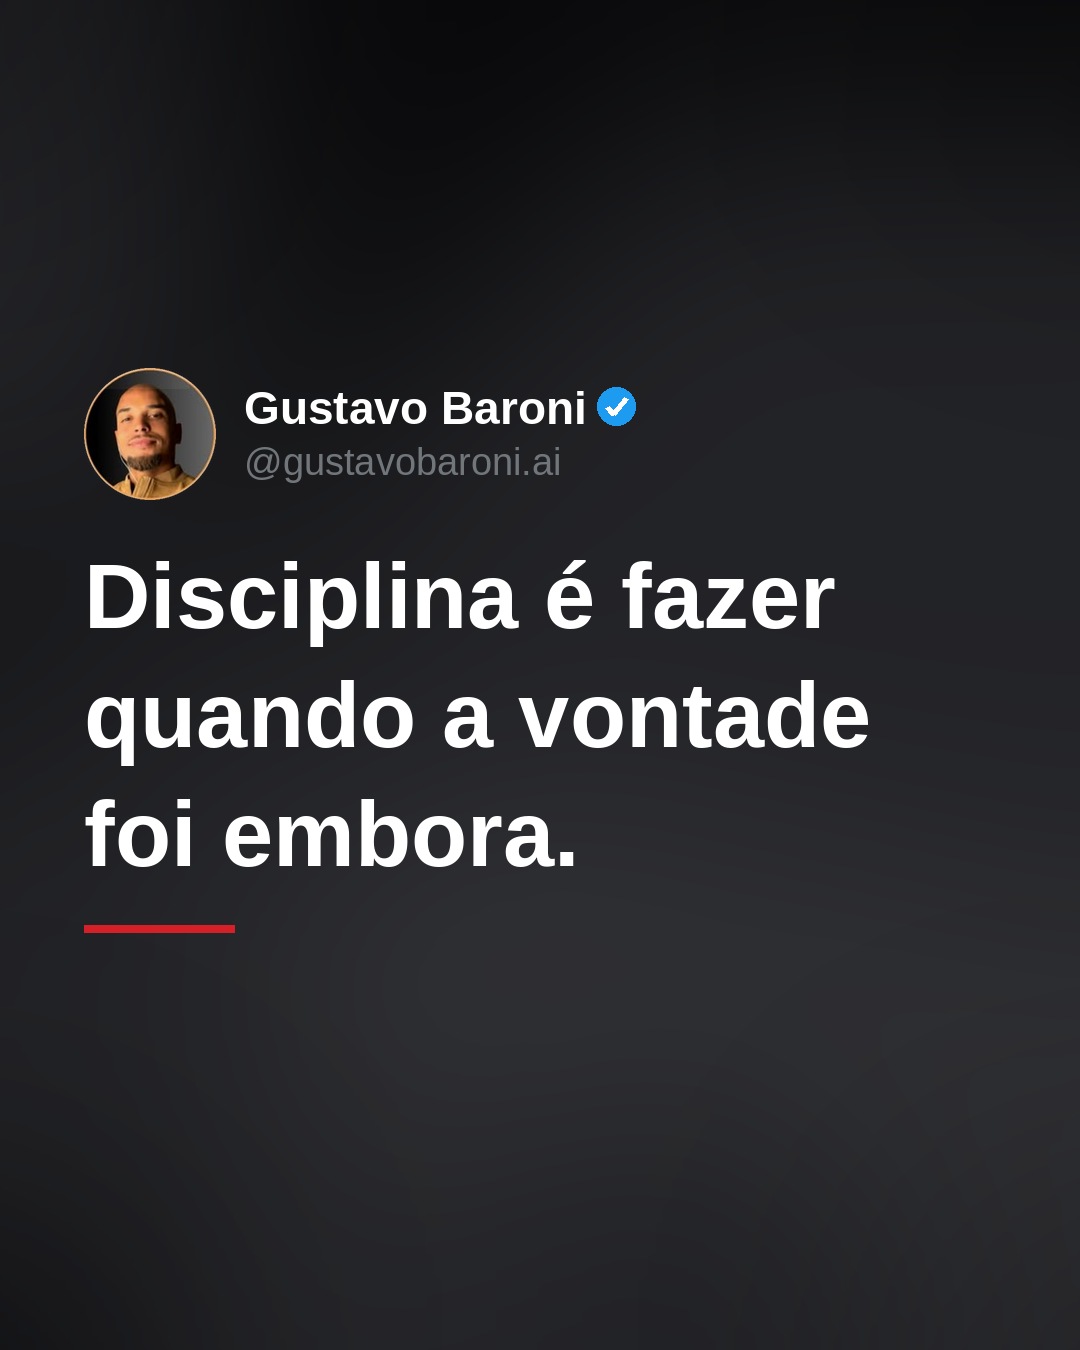 Gustavo Baroni
@gustavobaroni.ai
Disciplina é fazer
quando a vontade
foi embora.